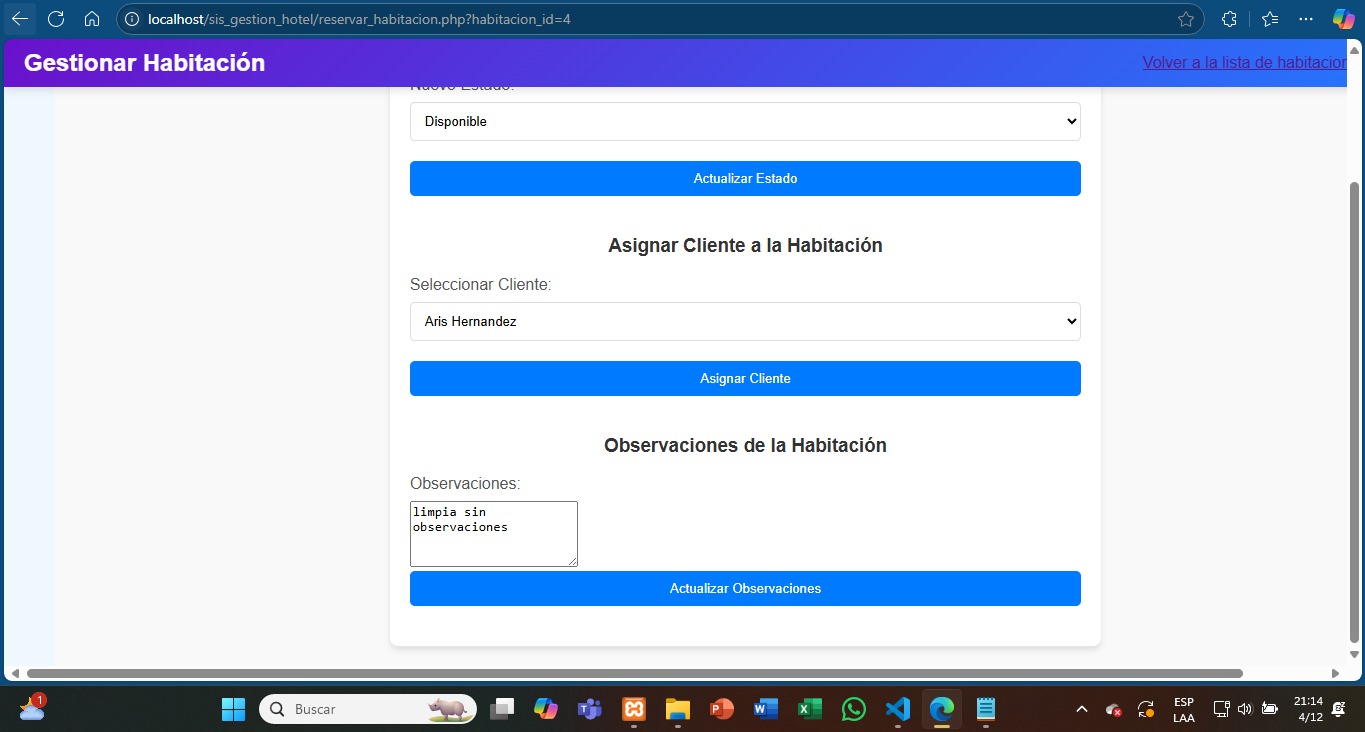 localhost/sis_gestion_hotel/reservar_habitacion.php?habitacion_id=4
Gestionar Habitación
Volver a la lista de habitacion
Nuevo Estado:
Disponible
Actualizar Estado
Asignar Cliente a la Habitación
Seleccionar Cliente:
Aris Hernandez
Asignar Cliente
Observaciones de la Habitación
Observaciones:
limpia sin
observaciones
Actualizar Observaciones
1
Buscar
ESP
LAA
21:14
4/12